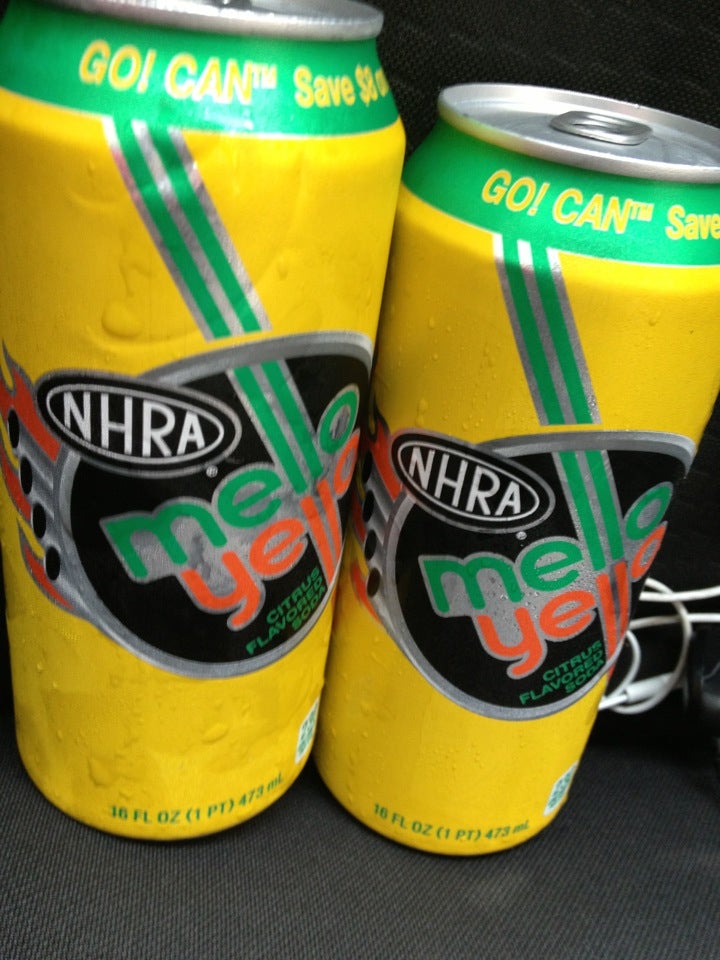 GO! CAN™ Save $8
NHRA®
mello
yello
CITRUS
FLAVORED
SODA
16 FL OZ (1 PT) 473 mL
GO! CAN™ Save
NHRA®
mello
yello
CITRUS
FLAVORED
SODA
16 FL OZ (1 PT) 473 mL